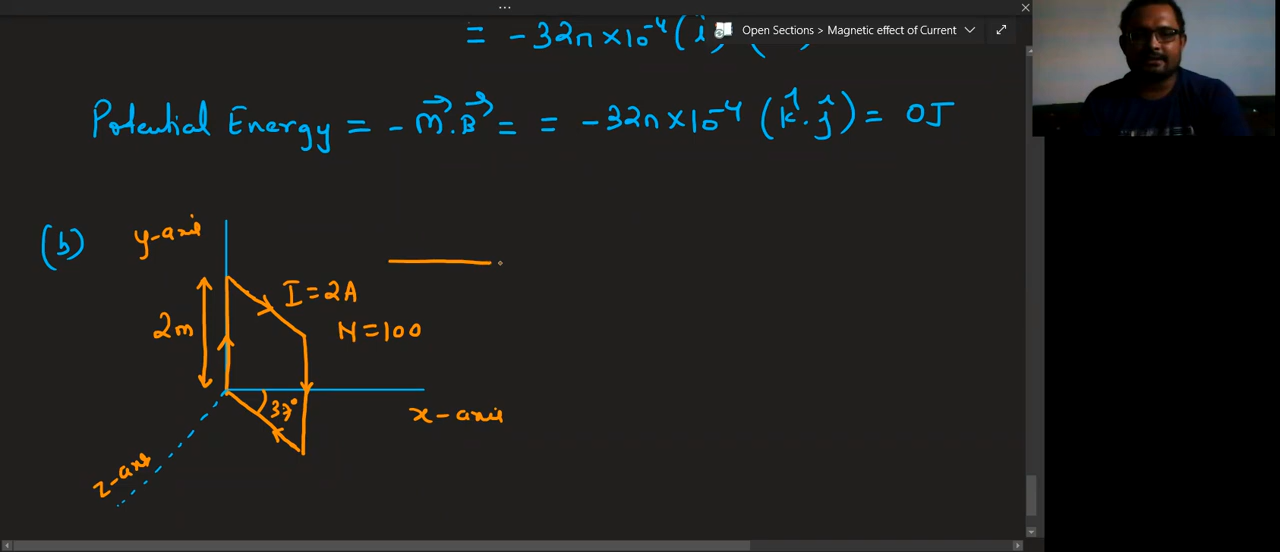 = -32π×10⁻⁴ (i
Open Sections > Magnetic effect of Current
Potential Energy = - m⃗.B⃗ = = -32π×10⁻⁴ (k̂.ĵ) = 0J
(b)
y-axis
I = 2A
2m
N = 100
37°
x-axis
z-axis